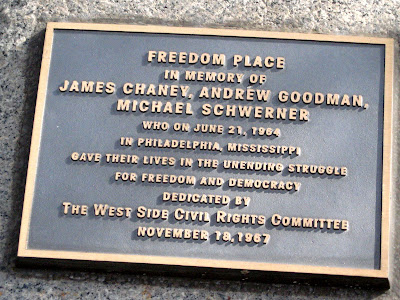 FREEDOM PLACE
IN MEMORY OF
JAMES CHANEY, ANDREW GOODMAN,
MICHAEL SCHWERNER
WHO ON JUNE 21, 1964
IN PHILADELPHIA, MISSISSIPPI
GAVE THEIR LIVES IN THE UNENDING STRUGGLE
FOR FREEDOM AND DEMOCRACY
DEDICATED BY
THE WEST SIDE CIVIL RIGHTS COMMITTEE
NOVEMBER 18, 1967